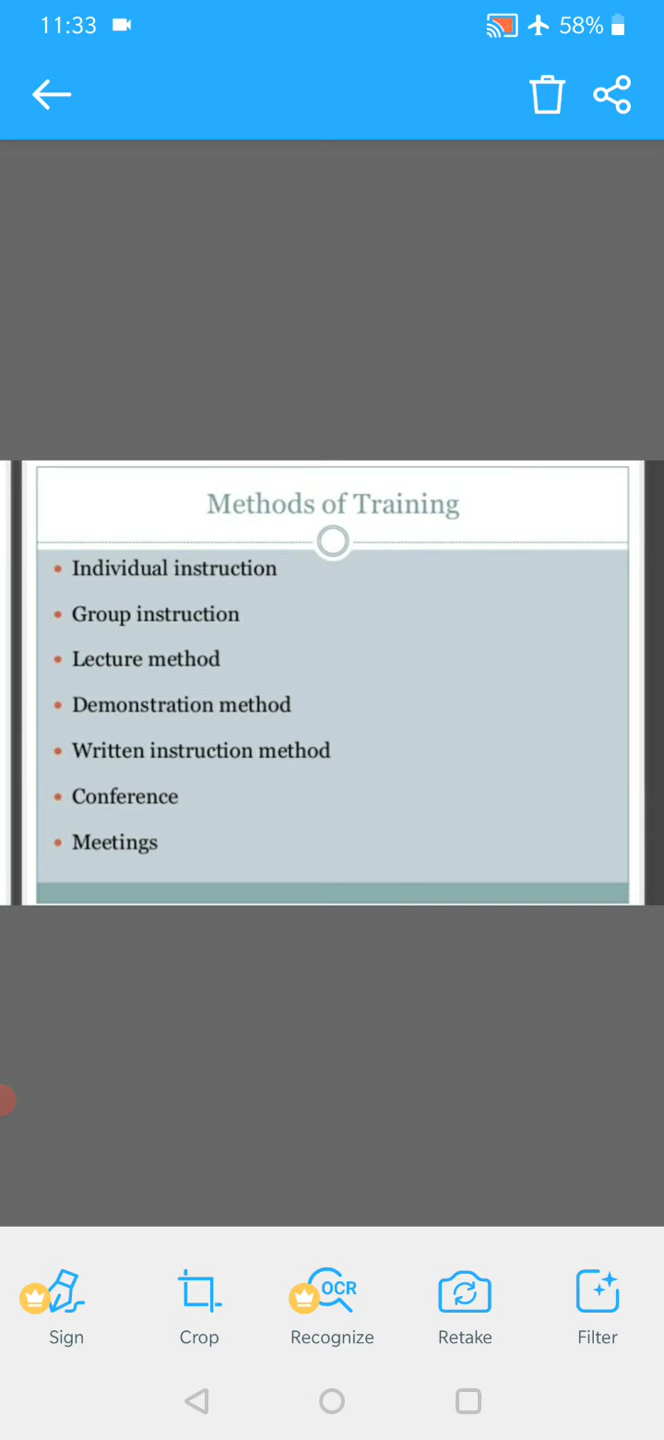 11:33
58%
Methods of Training
• Individual instruction
• Group instruction
• Lecture method
• Demonstration method
• Written instruction method
• Conference
• Meetings
OCR
Sign Crop Recognize Retake Filter